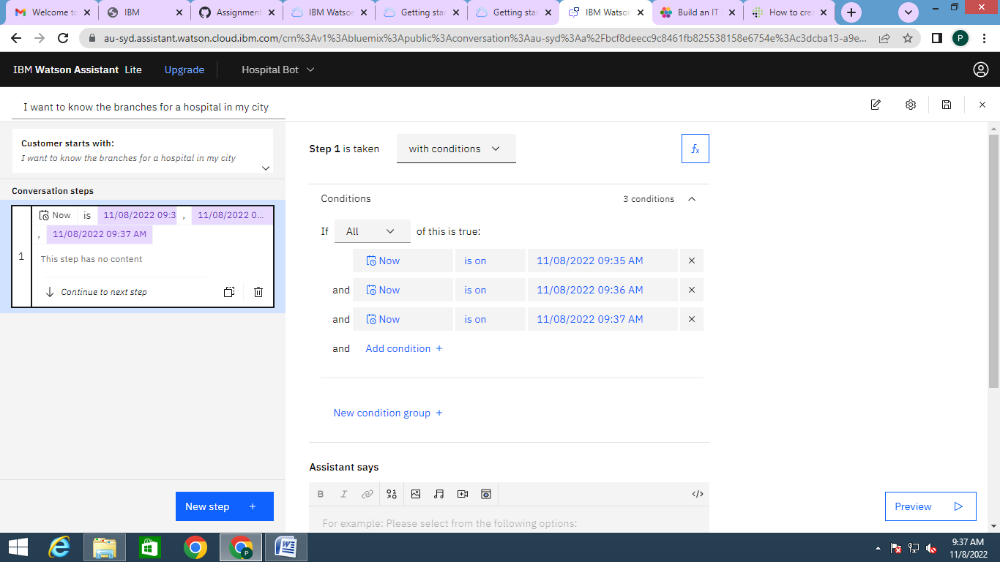 Welcome to
IBM
Assignment
IBM Watson
Getting star
Getting star
IBM Watson
Build an IT s
How to crea
au-syd.assistant.watson.cloud.ibm.com/crn%3Av1%3Abluemix%3Apublic%3Aconversation%3Aau-syd%3Aa%2Fbcf8deecc9c8461fb825538158e6754e%3Ac3dcba13-a9e...
P
IBM Watson Assistant Lite Upgrade Hospital Bot
I want to know the branches for a hospital in my city
Customer starts with:
I want to know the branches for a hospital in my city
Conversation steps
Now is 11/08/2022 09:3 , 11/08/2022 0...
, 11/08/2022 09:37 AM
1
This step has no content
Continue to next step
New step +
Step 1 is taken with conditions
fx
Conditions 3 conditions
If All of this is true:
Now is on 11/08/2022 09:35 AM ×
and Now is on 11/08/2022 09:36 AM ×
and Now is on 11/08/2022 09:37 AM ×
and Add condition +
New condition group +
Assistant says
B I </>
For example: Please select from the following options:
Preview
P
9:37 AM
11/8/2022